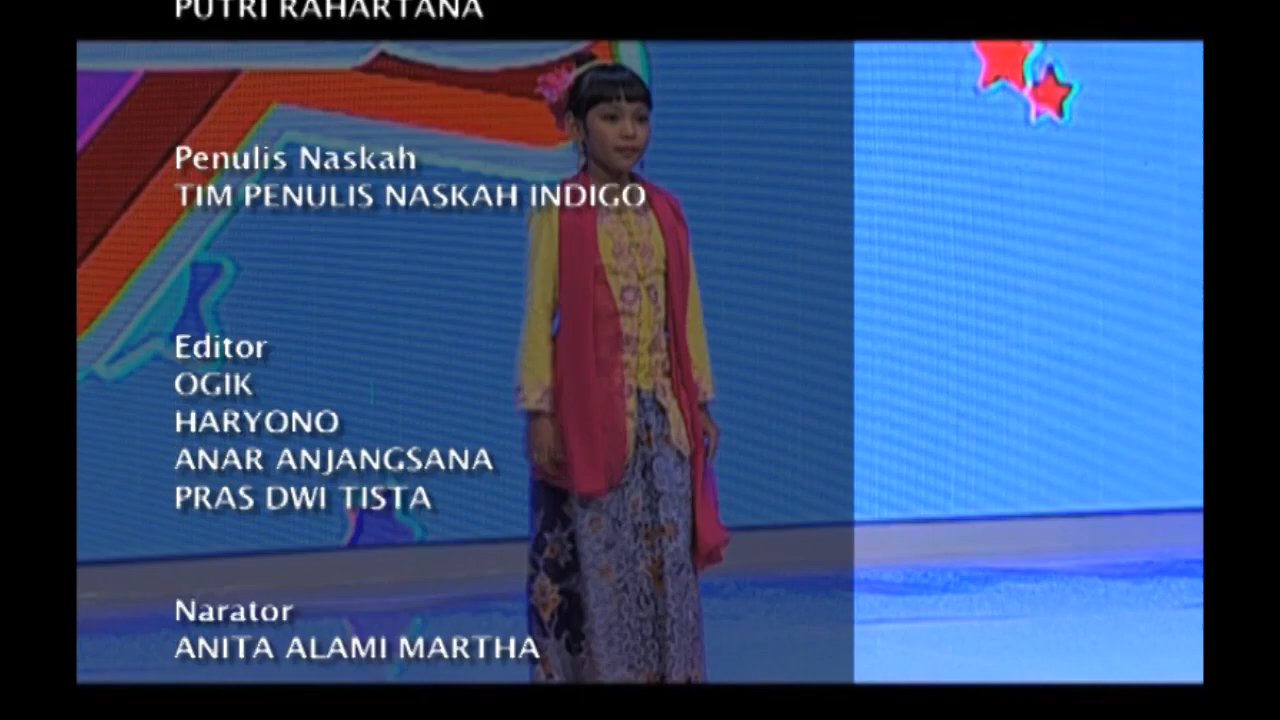 PUTRI RAHARTANA
Penulis Naskah
TIM PENULIS NASKAH INDIGO
Editor
OGIK
HARYONO
ANAR ANJANGSANA
PRAS DWI TISTA
Narator
ANITA ALAMI MARTHA